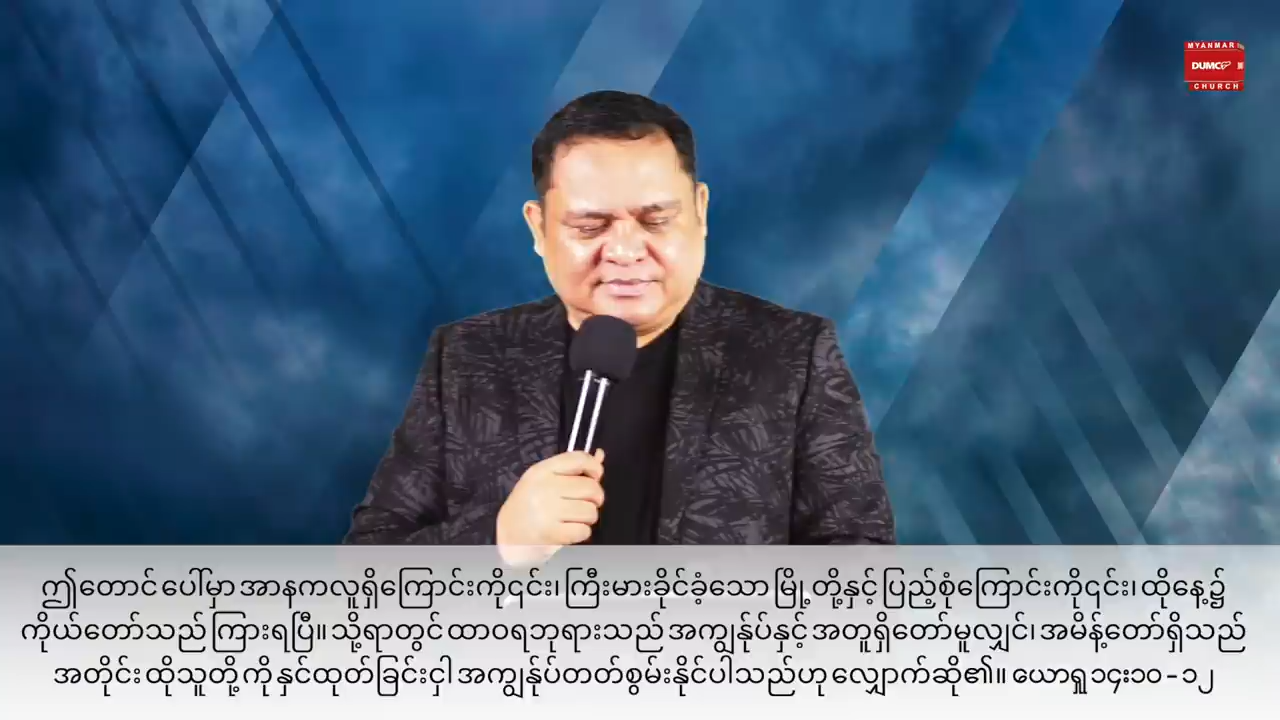 MYANMAR
DUMC
CHURCH
ဤတောင်ပေါ်မှာ အာနကလူရှိကြောင်းကို၎င်း၊ ကြီးမားခိုင်ခံ့သော မြို့တို့နှင့် ပြည့်စုံကြောင်းကို၎င်း၊ ထိုနေ့၌
ကိုယ်တော်သည် ကြားရပြီ။ သို့ရာတွင် ထာဝရဘုရားသည် အကျွန်ုပ်နှင့် အတူရှိတော်မူလျှင်၊ အမိန့်တော်ရှိသည်
အတိုင်း ထိုသူတို့ ကို နှင်ထုတ်ခြင်းငှါ အကျွန်ုပ်တတ်စွမ်းနိုင်ပါသည်ဟု လျှောက်ဆို၏။ ယောရှု ၁၄း၁၀ - ၁၂